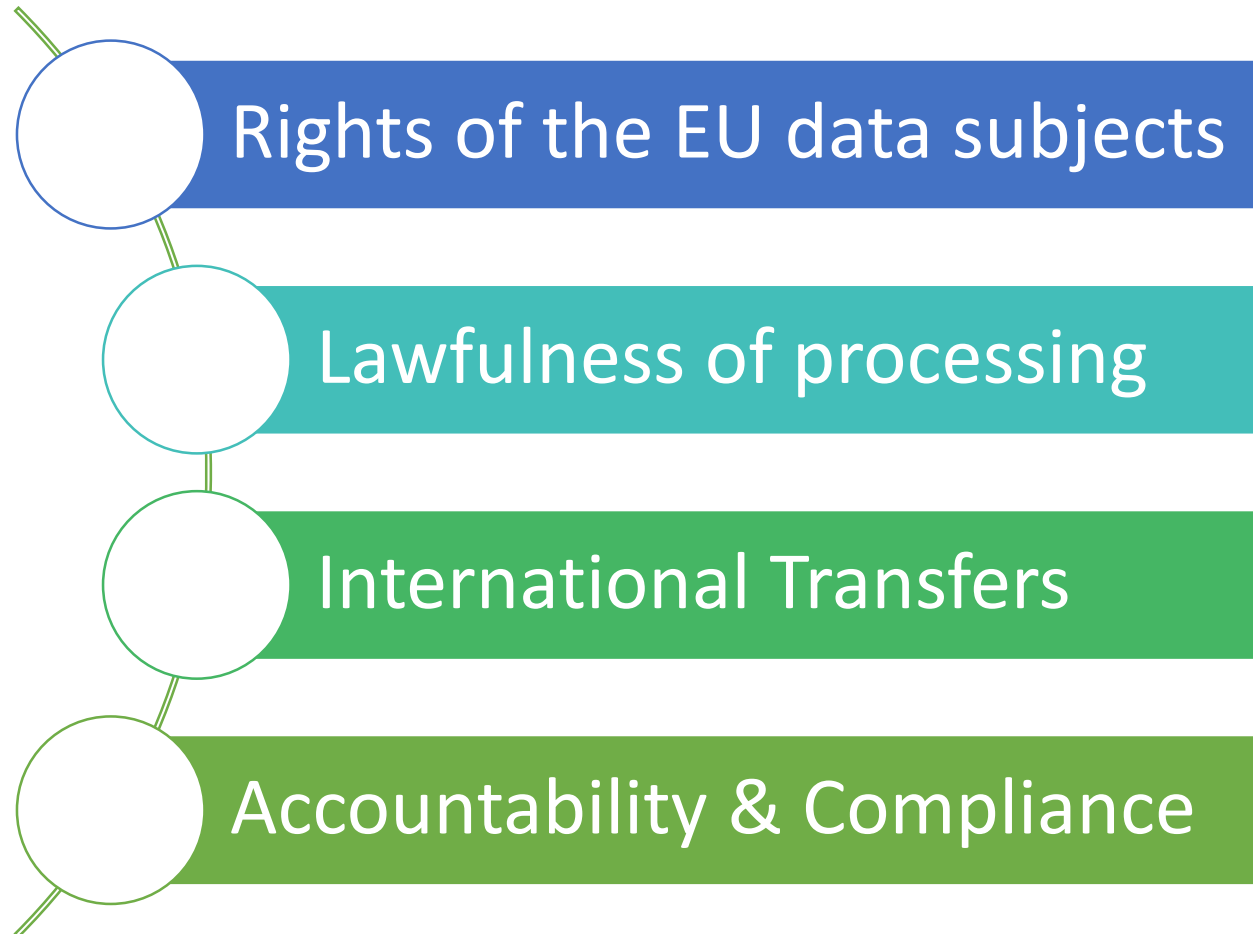 Rights of the EU data subjects
Lawfulness of processing
International Transfers
Accountability & Compliance